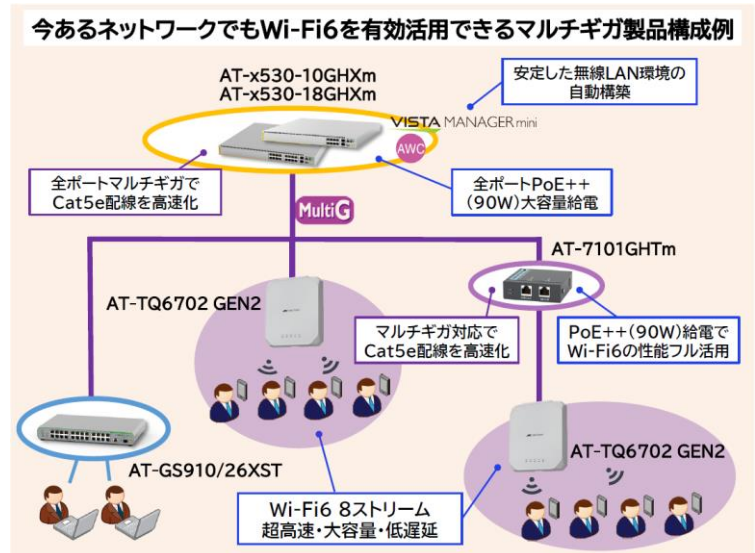 今あるネットワークでもWi-Fi6を有効活用できるマルチギガ製品構成例
AT-x530-10GHXm
AT-x530-18GHXm
安定した無線LAN環境の
自動構築
VISTA MANAGER mini
AWC
全ポートマルチギガで
Cat5e配線を高速化
全ポートPoE++
(90W)大容量給電
MultiG
AT-7101GHTm
AT-TQ6702 GEN2
マルチギガ対応で
Cat5e配線を高速化
PoE++(90W)給電で
Wi-Fi6の性能フル活用
AT-GS910/26XST
AT-TQ6702 GEN2
Wi-Fi6 8ストリーム
超高速・大容量・低遅延